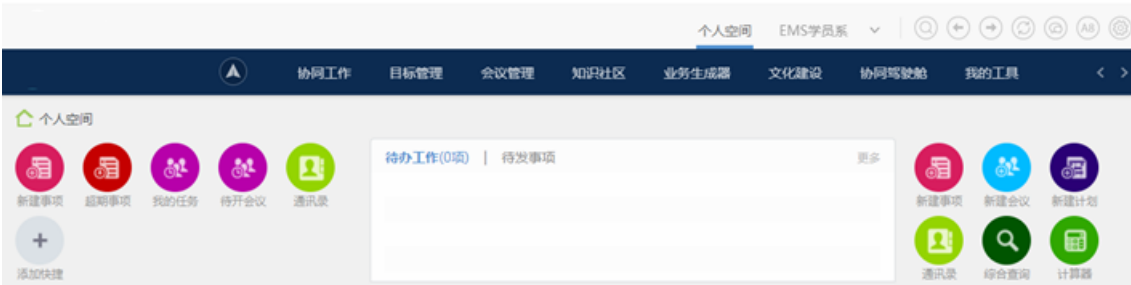 个人空间 EMS学员系
协同工作 目标管理 会议管理 知识社区 业务生成器 文化建设 协同驾驶舱 我的工具
个人空间
待办工作(0项) | 待发事项 更多
新建事项 超期事项 我的任务 待开会议 通讯录
新建事项 新建会议 新建计划
添加快捷
通讯录 综合查询 计算器